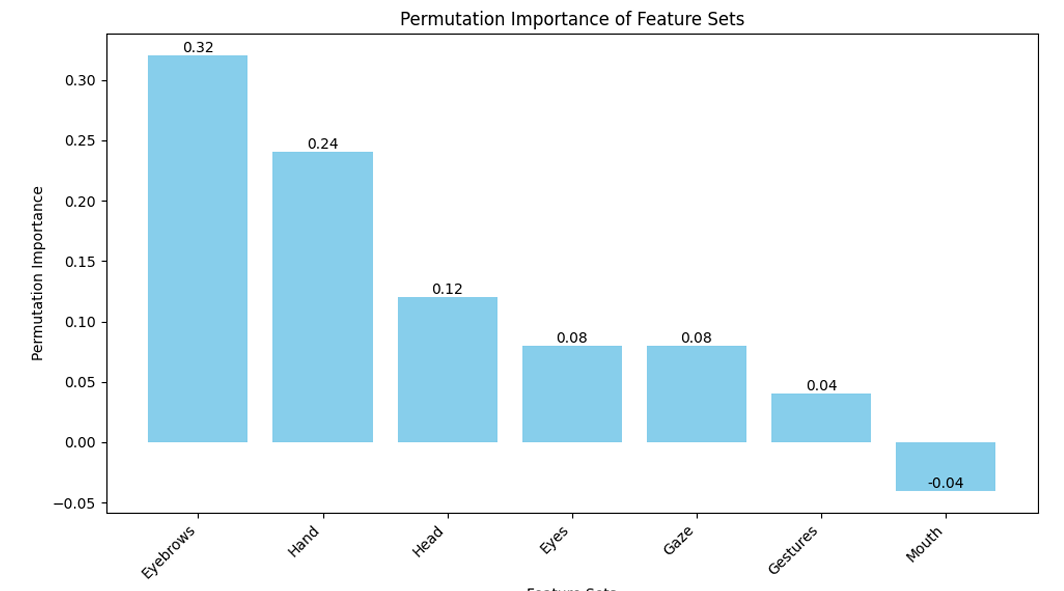 Permutation Importance of Feature Sets
0.32
0.30
0.24
0.25
0.20
0.15
0.12
0.10
0.08
0.08
0.05
0.04
0.00
-0.04
−0.05
Permutation Importance
Eyebrows
Hand
Head
Eyes
Gaze
Gestures
Mouth
Feature Sets